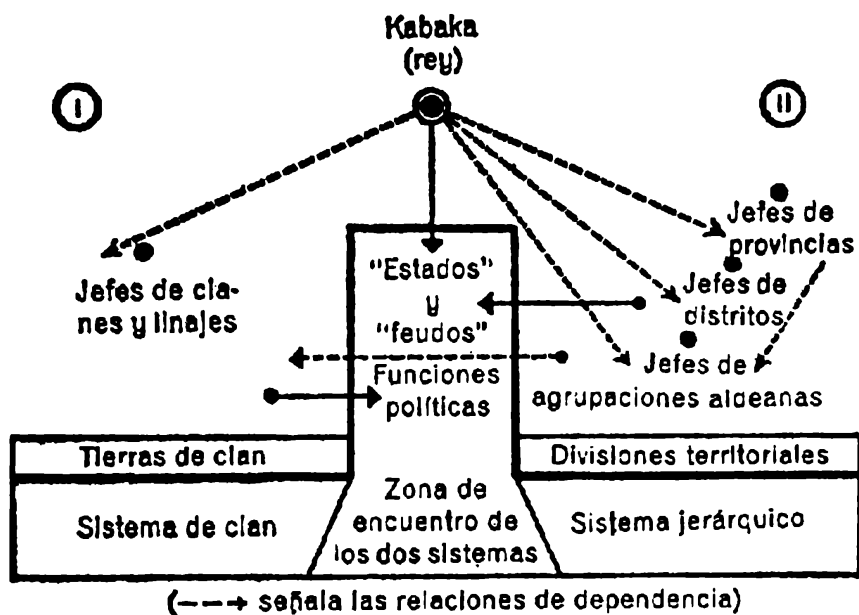 Kabaka
(rey)
I
II
Jefes de
provincias
"Estados"
y
"feudos"
Jefes de cla-
nes y linajes
Jefes de
distritos
Jefes de
agrupaciones aldeanas
Funciones
políticas
Tierras de clan
Divisiones territoriales
Sistema de clan
Zona de
encuentro de
los dos sistemas
Sistema jerárquico
(---→ señala las relaciones de dependencia)